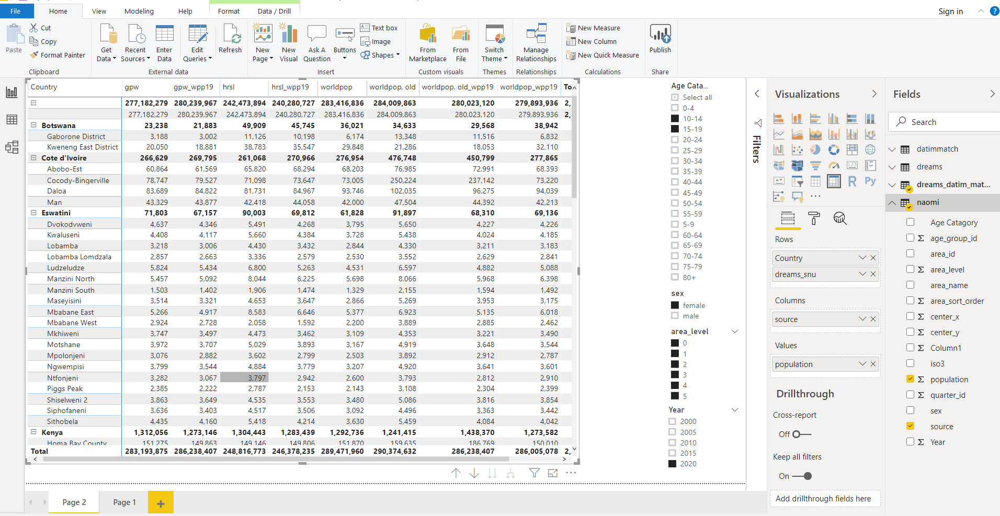 File Home View Modeling Help Format Data / Drill Sign in ?
Paste
Cut
Copy
Format Painter
Clipboard
Get Data
Recent Sources
Enter Data
Edit Queries
Refresh
External data
New Page
New Visual
Ask A Question
Buttons
Text box
Image
Shapes
Insert
From Marketplace
From File
Custom visuals
Switch Theme
Themes
Manage Relationships
Relationships
New Measure
New Column
New Quick Measure
Calculations
Publish
Share
Country gpw gpw_wpp19 hrsl hrsl_wpp19 worldpop worldpop, old worldpop, old_wpp19 worldpop_wpp19 To
277,182,279 280,239,967 242,473,894 240,280,727 283,416,836 284,009,863 280,023,120 279,893,936 2,
277,182,279 280,239,967 242,473,894 240,280,727 283,416,836 284,009,863 280,023,120 279,893,936 2,
Botswana 23,238 21,883 49,909 45,745 36,021 34,633 29,568 38,942
Gaborone District 3,188 3,002 11,126 10,198 6,174 13,348 11,516 6,832
Kweneng East District 20,050 18,881 38,783 35,547 29,848 21,286 18,053 32,110
Cote d'Ivoire 266,629 269,795 261,068 270,966 276,954 476,748 450,799 277,865
Abobo-Est 60,864 61,569 65,820 68,294 68,203 76,985 72,991 68,393
Cocody-Bingerville 78,747 79,527 71,098 73,647 73,005 250,224 237,142 73,220
Daloa 83,689 84,822 81,731 84,967 93,746 102,035 96,275 94,039
Man 43,329 43,877 42,418 44,058 42,000 47,504 44,392 42,213
Eswatini 71,803 67,157 90,003 69,812 61,828 91,897 68,310 69,136
Dvokodvweni 4,637 4,346 5,491 4,268 3,795 5,650 4,227 4,226
Kwaluseni 4,408 4,117 5,660 4,384 3,728 5,438 4,024 4,185
Lobamba 3,218 3,006 4,430 3,432 2,844 4,330 3,211 3,183
Lobamba Lomdzala 2,857 2,663 3,336 2,579 2,530 3,552 2,629 2,841
Ludzeludze 5,824 5,434 6,800 5,263 4,531 6,597 4,882 5,088
Manzini North 5,457 5,092 8,044 6,225 5,698 8,066 5,968 6,398
Manzini South 1,503 1,402 1,906 1,474 1,329 2,155 1,594 1,492
Maseyisini 3,514 3,321 4,653 3,647 2,866 5,269 3,953 3,175
Mbabane East 5,266 4,917 8,583 6,646 5,377 6,923 5,135 6,018
Mbabane West 2,924 2,728 2,058 1,592 2,200 3,889 2,885 2,462
Mkhiweni 3,747 3,497 4,473 3,462 3,109 4,353 3,221 3,490
Motshane 3,972 3,707 5,029 3,893 3,167 4,919 3,648 3,544
Mpolonjeni 3,076 2,882 3,602 2,799 2,503 3,892 2,912 2,787
Ngwempisi 3,799 3,544 4,884 3,779 3,207 4,920 3,641 3,601
Ntfonjeni 3,282 3,067 3,797 2,942 2,600 3,793 2,812 2,910
Piggs Peak 2,385 2,222 2,787 2,153 2,143 3,108 2,304 2,399
Shiselweni 2 3,863 3,649 4,535 3,553 3,480 5,086 3,816 3,854
Siphofaneni 3,636 3,403 4,517 3,506 3,092 4,496 3,363 3,442
Sithobela 4,435 4,160 5,418 4,214 3,630 5,459 4,084 4,042
Kenya 1,312,056 1,273,146 1,304,443 1,283,439 1,292,736 1,241,415 1,438,370 1,273,582
Homa Bay County 151,275 149,863 149,146 149,806 151,870 159,635 186,769 150,010
Total 283,193,875 286,238,407 248,816,773 246,378,235 289,471,960 290,374,632 286,238,407 286,005,078 2,
Age Cata...
Select all
0-4
10-14
15-19
20-24
25-29
30-34
35-39
40-44
45-49
50-54
55-59
5-9
60-64
65-69
70-74
75-79
80+
sex
female
male
area_level
0
1
2
3
4
5
Year
2000
2005
2010
2015
2020
Filters
Visualizations
123
R Py
...
Rows
Country
dreams_snu
Columns
source
Values
population
Drillthrough
Cross-report
Off
Keep all filters
On
Add drillthrough fields here
Fields
Search
datimmatch
dreams
dreams_datim_mat...
naomi
Age Catagory
Σ age_group_id
area_id
Σ area_level
area_name
Σ area_sort_order
Σ center_x
Σ center_y
Σ Column1
iso3
Σ population
Σ quarter_id
sex
source
Σ Year
Page 2 Page 1 +